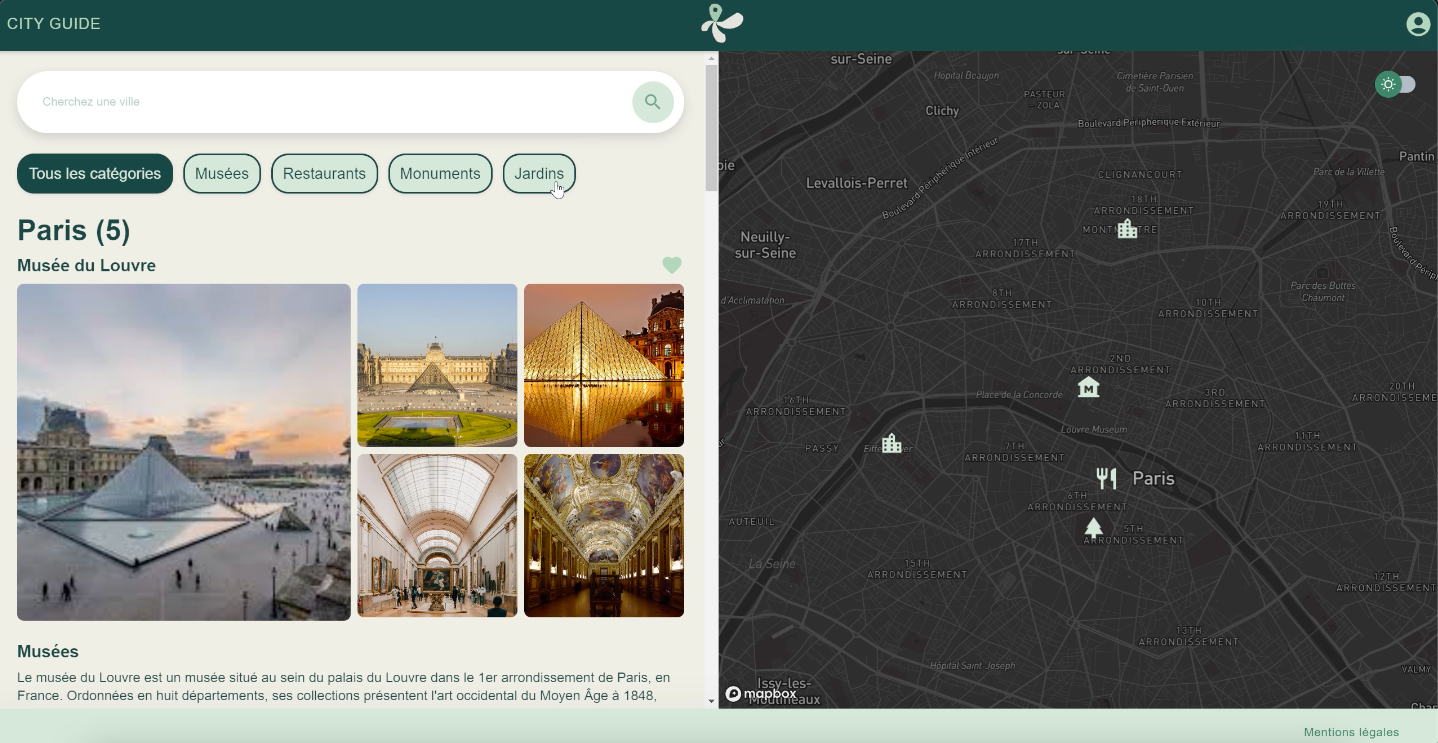 CITY GUIDE
Cherchez une ville
Tous les catégories
Musées
Restaurants
Monuments
Jardins
Paris (5)
Musée du Louvre
Musées
Le musée du Louvre est un musée situé au sein du palais du Louvre dans le 1er arrondissement de Paris, en
France. Ordonnées en huit départements, ses collections présentent l'art occidental du Moyen Âge à 1848,
sur-Seine
sur-Seine
Hôpital Beaujon
Cimetière Parisien
de Saint-Ouen
PASTEUR
- ZOLA
Clichy
Boulevard Périphérique Extérieur
Boulevard Périphérique Intérieur
Pantin
Levallois-Perret
CLIGNANCOURT
Parc de la Villette
18TH
ARRONDISSEMENT
19TH
ARRONDISSEMENT
Neuilly-
sur-Seine
17TH
ARRONDISSEMENT
Parc des Buttes
Chaumont
8TH
ARRONDISSEMENT
10TH
ARRONDISSEMENT
2ND
ARRONDISSEMENT
Place de la Concorde
3RD
ARRONDISSEMENT
20TH
16TH
ARRONDISSEMENT
Louvre Museum
11TH
ARRONDISSEMENT
PASSY
7TH
ARRONDISSEMENT
Paris
6TH
ARRONDISSEMENT
AUTEUIL
5TH
ARRONDISSEMENT
La Seine
15TH
ARRONDISSEMENT
12TH
ARRONDISSEMENT
13TH
ARRONDISSEMENT
Hôpital Saint-Joseph
VALMY
Issy-les-
Moulineaux
mapbox
Mentions légales